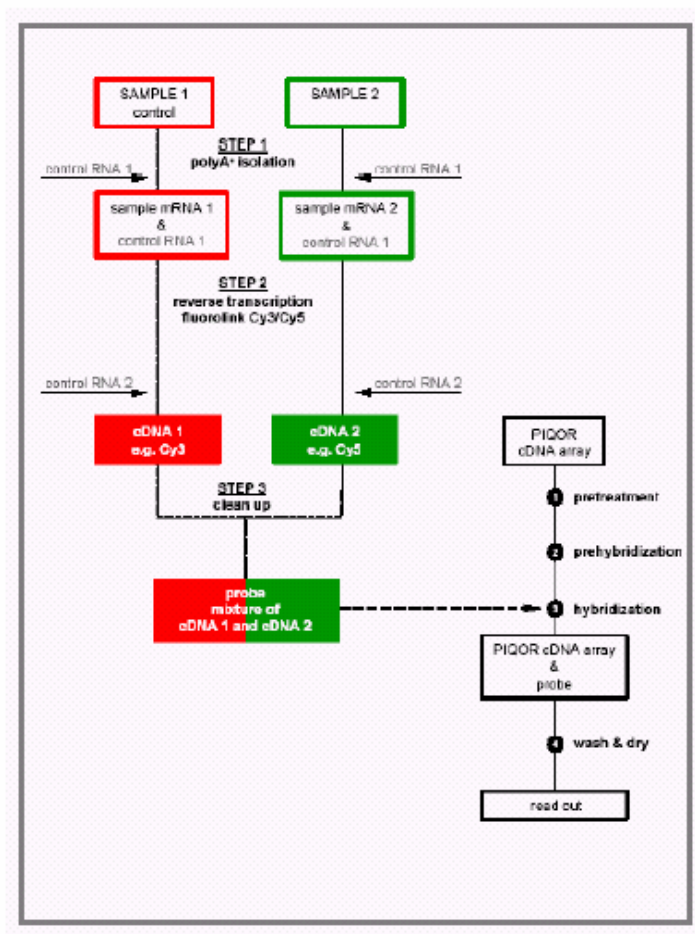 SAMPLE 1
control
SAMPLE 2
STEP 1
polyA+ isolation
control RNA 1
control RNA 1
sample mRNA 1
&
control RNA 1
sample mRNA 2
&
control RNA 1
STEP 2
reverse transcription
fluorolink Cy3/Cy5
control RNA 2
control RNA 2
cDNA 1
e.g. Cy3
cDNA 2
e.g. Cy5
STEP 3
clean up
probe
mixture of
cDNA 1 and cDNA 2
PIQOR
cDNA array
1 pretreatment
2 prehybridization
3 hybridization
PIQOR cDNA array
&
probe
4 wash & dry
read out